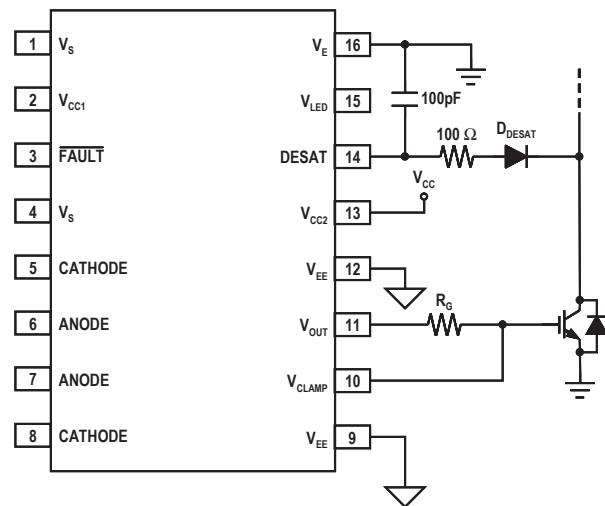 1 V_S V_E 16
2 V_CC1 V_LED 15 100pF
3 F̅A̅U̅L̅T̅ DESAT 14 100 Ω D_DESAT
4 V_S V_CC2 13 V_CC
5 CATHODE V_EE 12
6 ANODE V_OUT 11 R_G
7 ANODE V_CLAMP 10
8 CATHODE V_EE 9